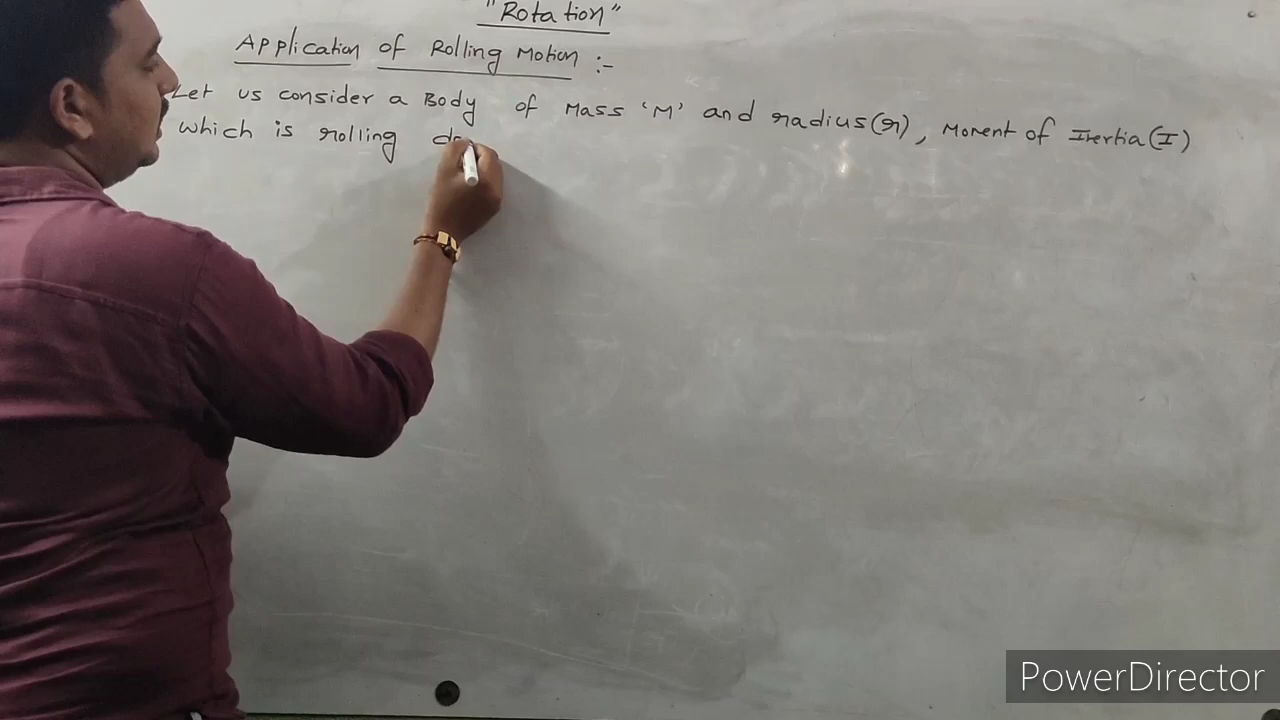 "Rotation"
Application of Rolling Motion :-
Let us consider a Body of Mass 'M' and radius(r), Moment of Inertia(I)
which is rolling do
PowerDirector